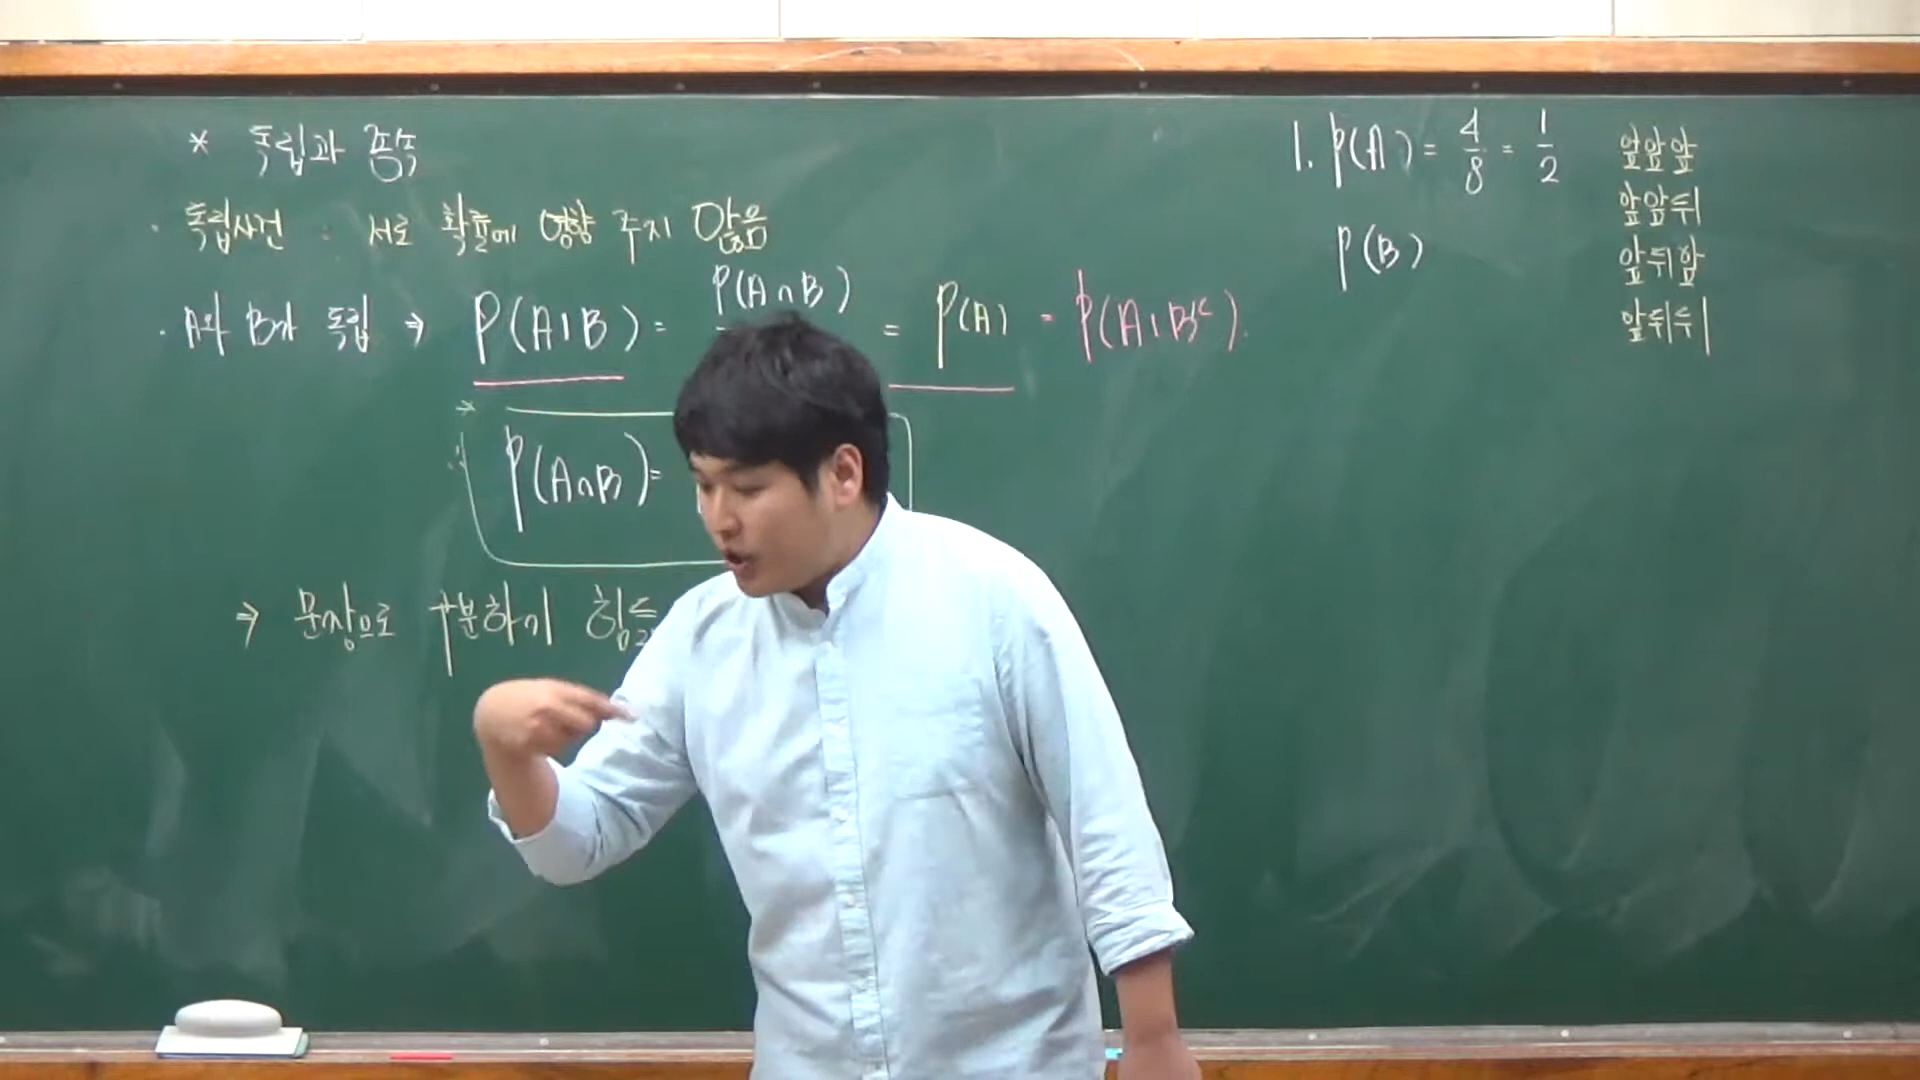 * 독립과 종속
· 독립사건 : 서로 확률에 영향 주지 않음
· A와 B가 독립 ⇒ P(A|B) = P(A∩B) = P(A) = P(A|Bᶜ).
∴ P(A∩B) =
⇒ 문장으로 구분하기 힘듦
1. P(A) = 4/8 = 1/2
P(B)
앞앞앞
앞앞뒤
앞뒤앞
앞뒤뒤